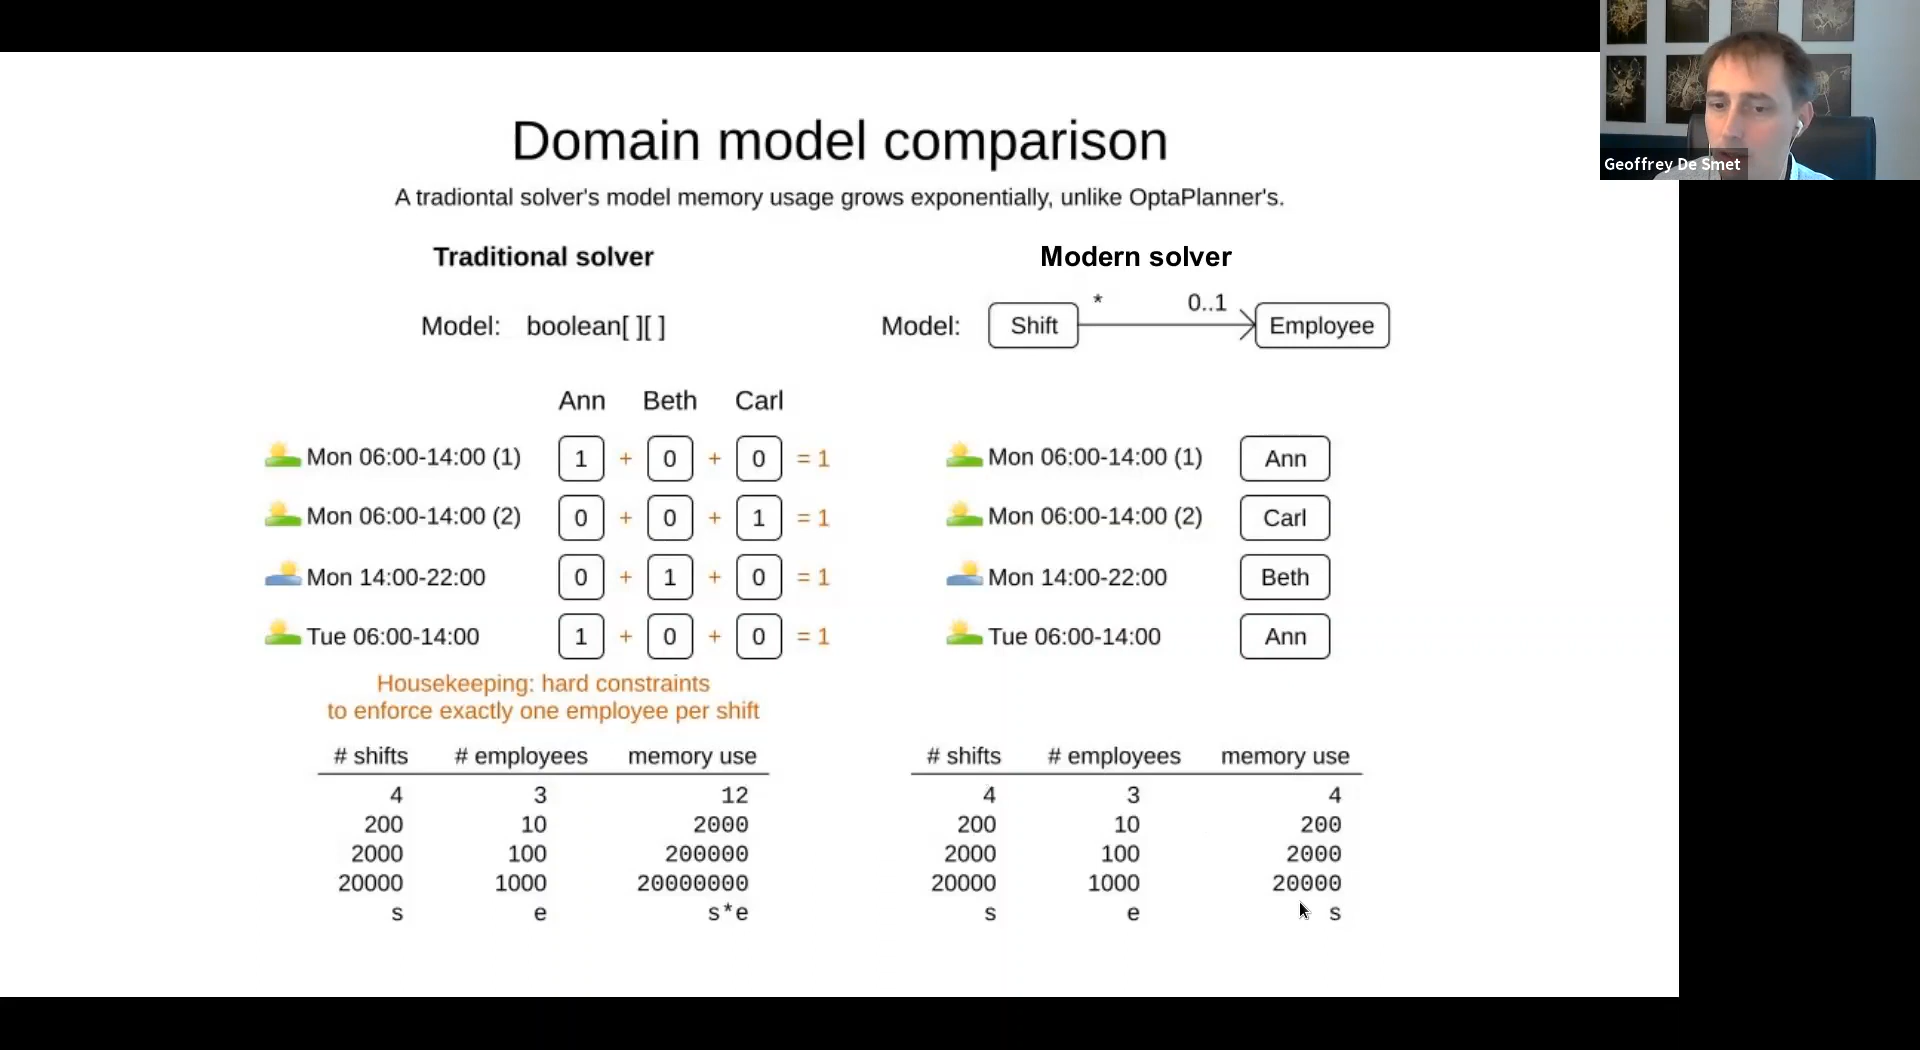 Domain model comparison
A tradiontal solver's model memory usage grows exponentially, unlike OptaPlanner's.
Geoffrey De Smet
Traditional solver
Model: boolean[ ][ ]
Ann Beth Carl
Mon 06:00-14:00 (1) 1 + 0 + 0 = 1
Mon 06:00-14:00 (2) 0 + 0 + 1 = 1
Mon 14:00-22:00 0 + 1 + 0 = 1
Tue 06:00-14:00 1 + 0 + 0 = 1
Housekeeping: hard constraints
to enforce exactly one employee per shift
# shifts # employees memory use
4 3 12
200 10 2000
2000 100 200000
20000 1000 20000000
s e s*e
Modern solver
Model: Shift * 0..1 Employee
Mon 06:00-14:00 (1) Ann
Mon 06:00-14:00 (2) Carl
Mon 14:00-22:00 Beth
Tue 06:00-14:00 Ann
# shifts # employees memory use
4 3 4
200 10 200
2000 100 2000
20000 1000 20000
s e s